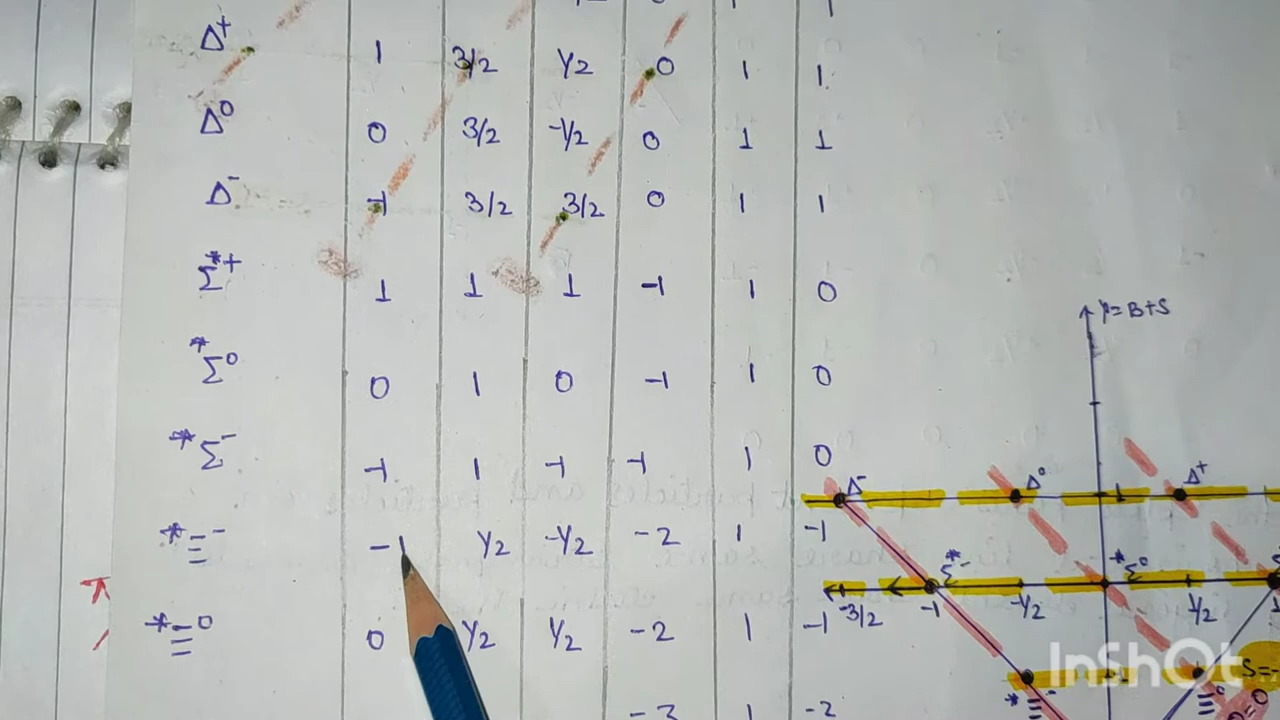 Δ⁺ 1 3/2 1/2 0 1 1
Δ⁰ 0 3/2 -1/2 0 1 1
Δ⁻ -1 3/2 3/2 0 1 1
Σ*⁺ 1 1 1 -1 1 0
*Σ⁰ 0 1 0 -1 1 0
*Σ⁻ -1 1 -1 -1 1 0
*Ξ⁻ -1 1/2 -1/2 -2 1 -1
*Ξ⁰ 0 1/2 1/2 -2 1 -1
-3 1 -2
Y=B+S
Δ⁻ Δ⁰ Δ⁺
Σ*⁻ *Σ⁰
-3/2 -1 -1/2 1/2 1
*Ξ⁻ Ξ⁰ S=-
InShOt